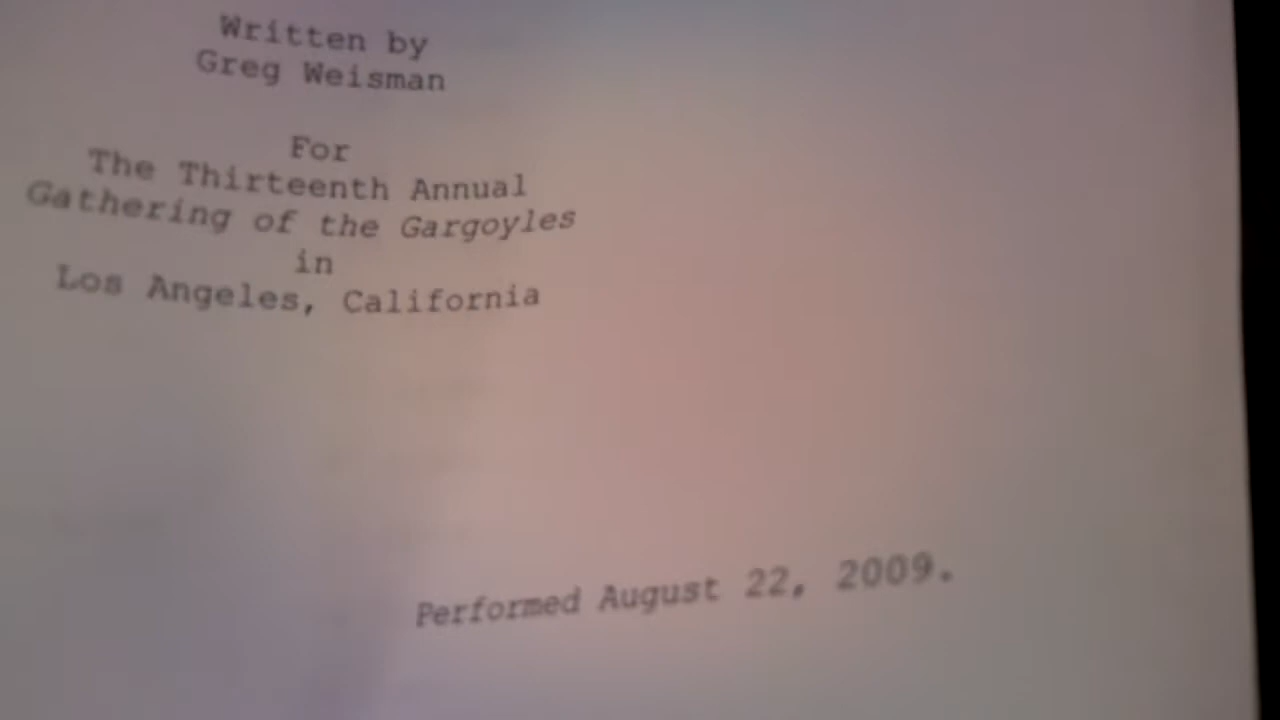 Written by
Greg Weisman
For
The Thirteenth Annual
Gathering of the Gargoyles
in
Los Angeles, California
Performed August 22, 2009.